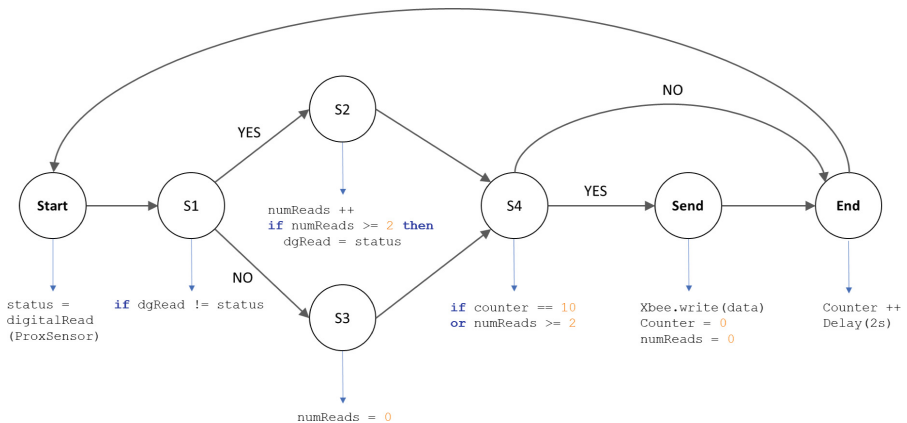 NO
S2
YES
Start
S1
S4
YES
Send
End
numReads ++
if numReads >= 2 then
dgRead = status
NO
status =
digitalRead
(ProxSensor)
if dgRead != status
S3
if counter == 10
or numReads >= 2
Xbee.write(data)
Counter = 0
numReads = 0
Counter ++
Delay(2s)
numReads = 0